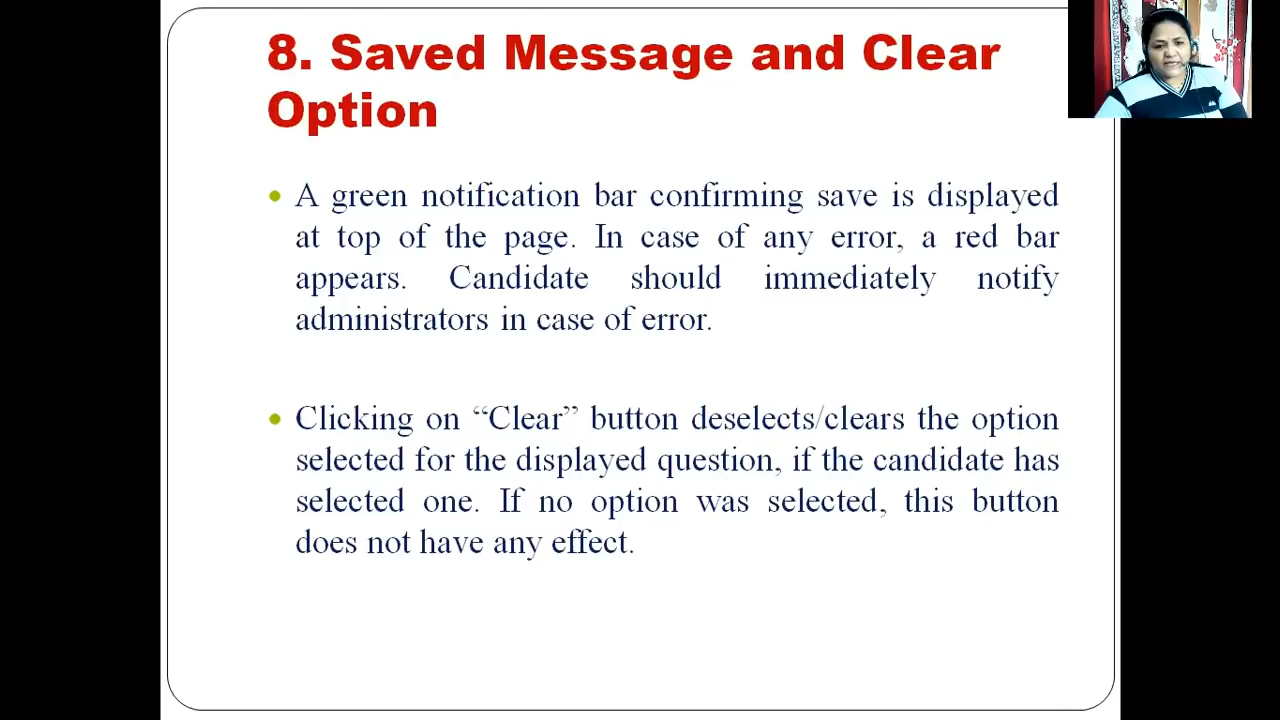 8. Saved Message and Clear
Option
• A green notification bar confirming save is displayed
at top of the page. In case of any error, a red bar
appears. Candidate should immediately notify
administrators in case of error.
• Clicking on “Clear” button deselects/clears the option
selected for the displayed question, if the candidate has
selected one. If no option was selected, this button
does not have any effect.